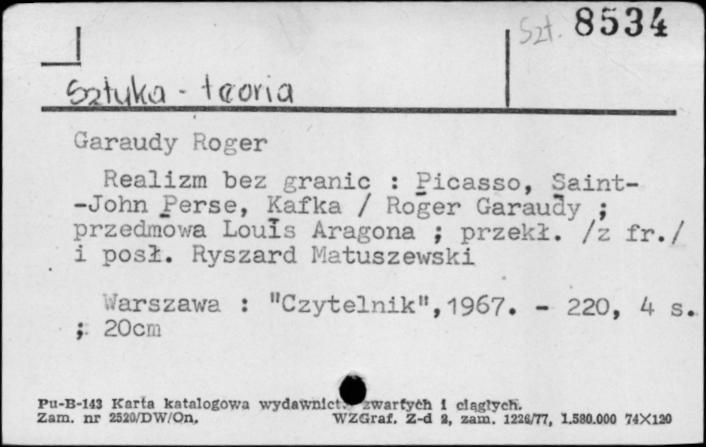 Szt. 8534
Sztuka - teoria
Garaudy Roger
Realizm bez granic : Picasso, Saint-
-John Perse, Kafka / Roger Garaudy ;
przedmowa Louis Aragona ; przekł. /z fr./
i posł. Ryszard Matuszewski
Warszawa : "Czytelnik",1967. - 220, 4 s.
; 20cm
Pu-B-143 Karta katalogowa wydawnictw zwartych i ciągłych.
Zam. nr 2520/DW/On. WZGraf. Z-d 2, zam. 1226/77, 1.580.000 74×120